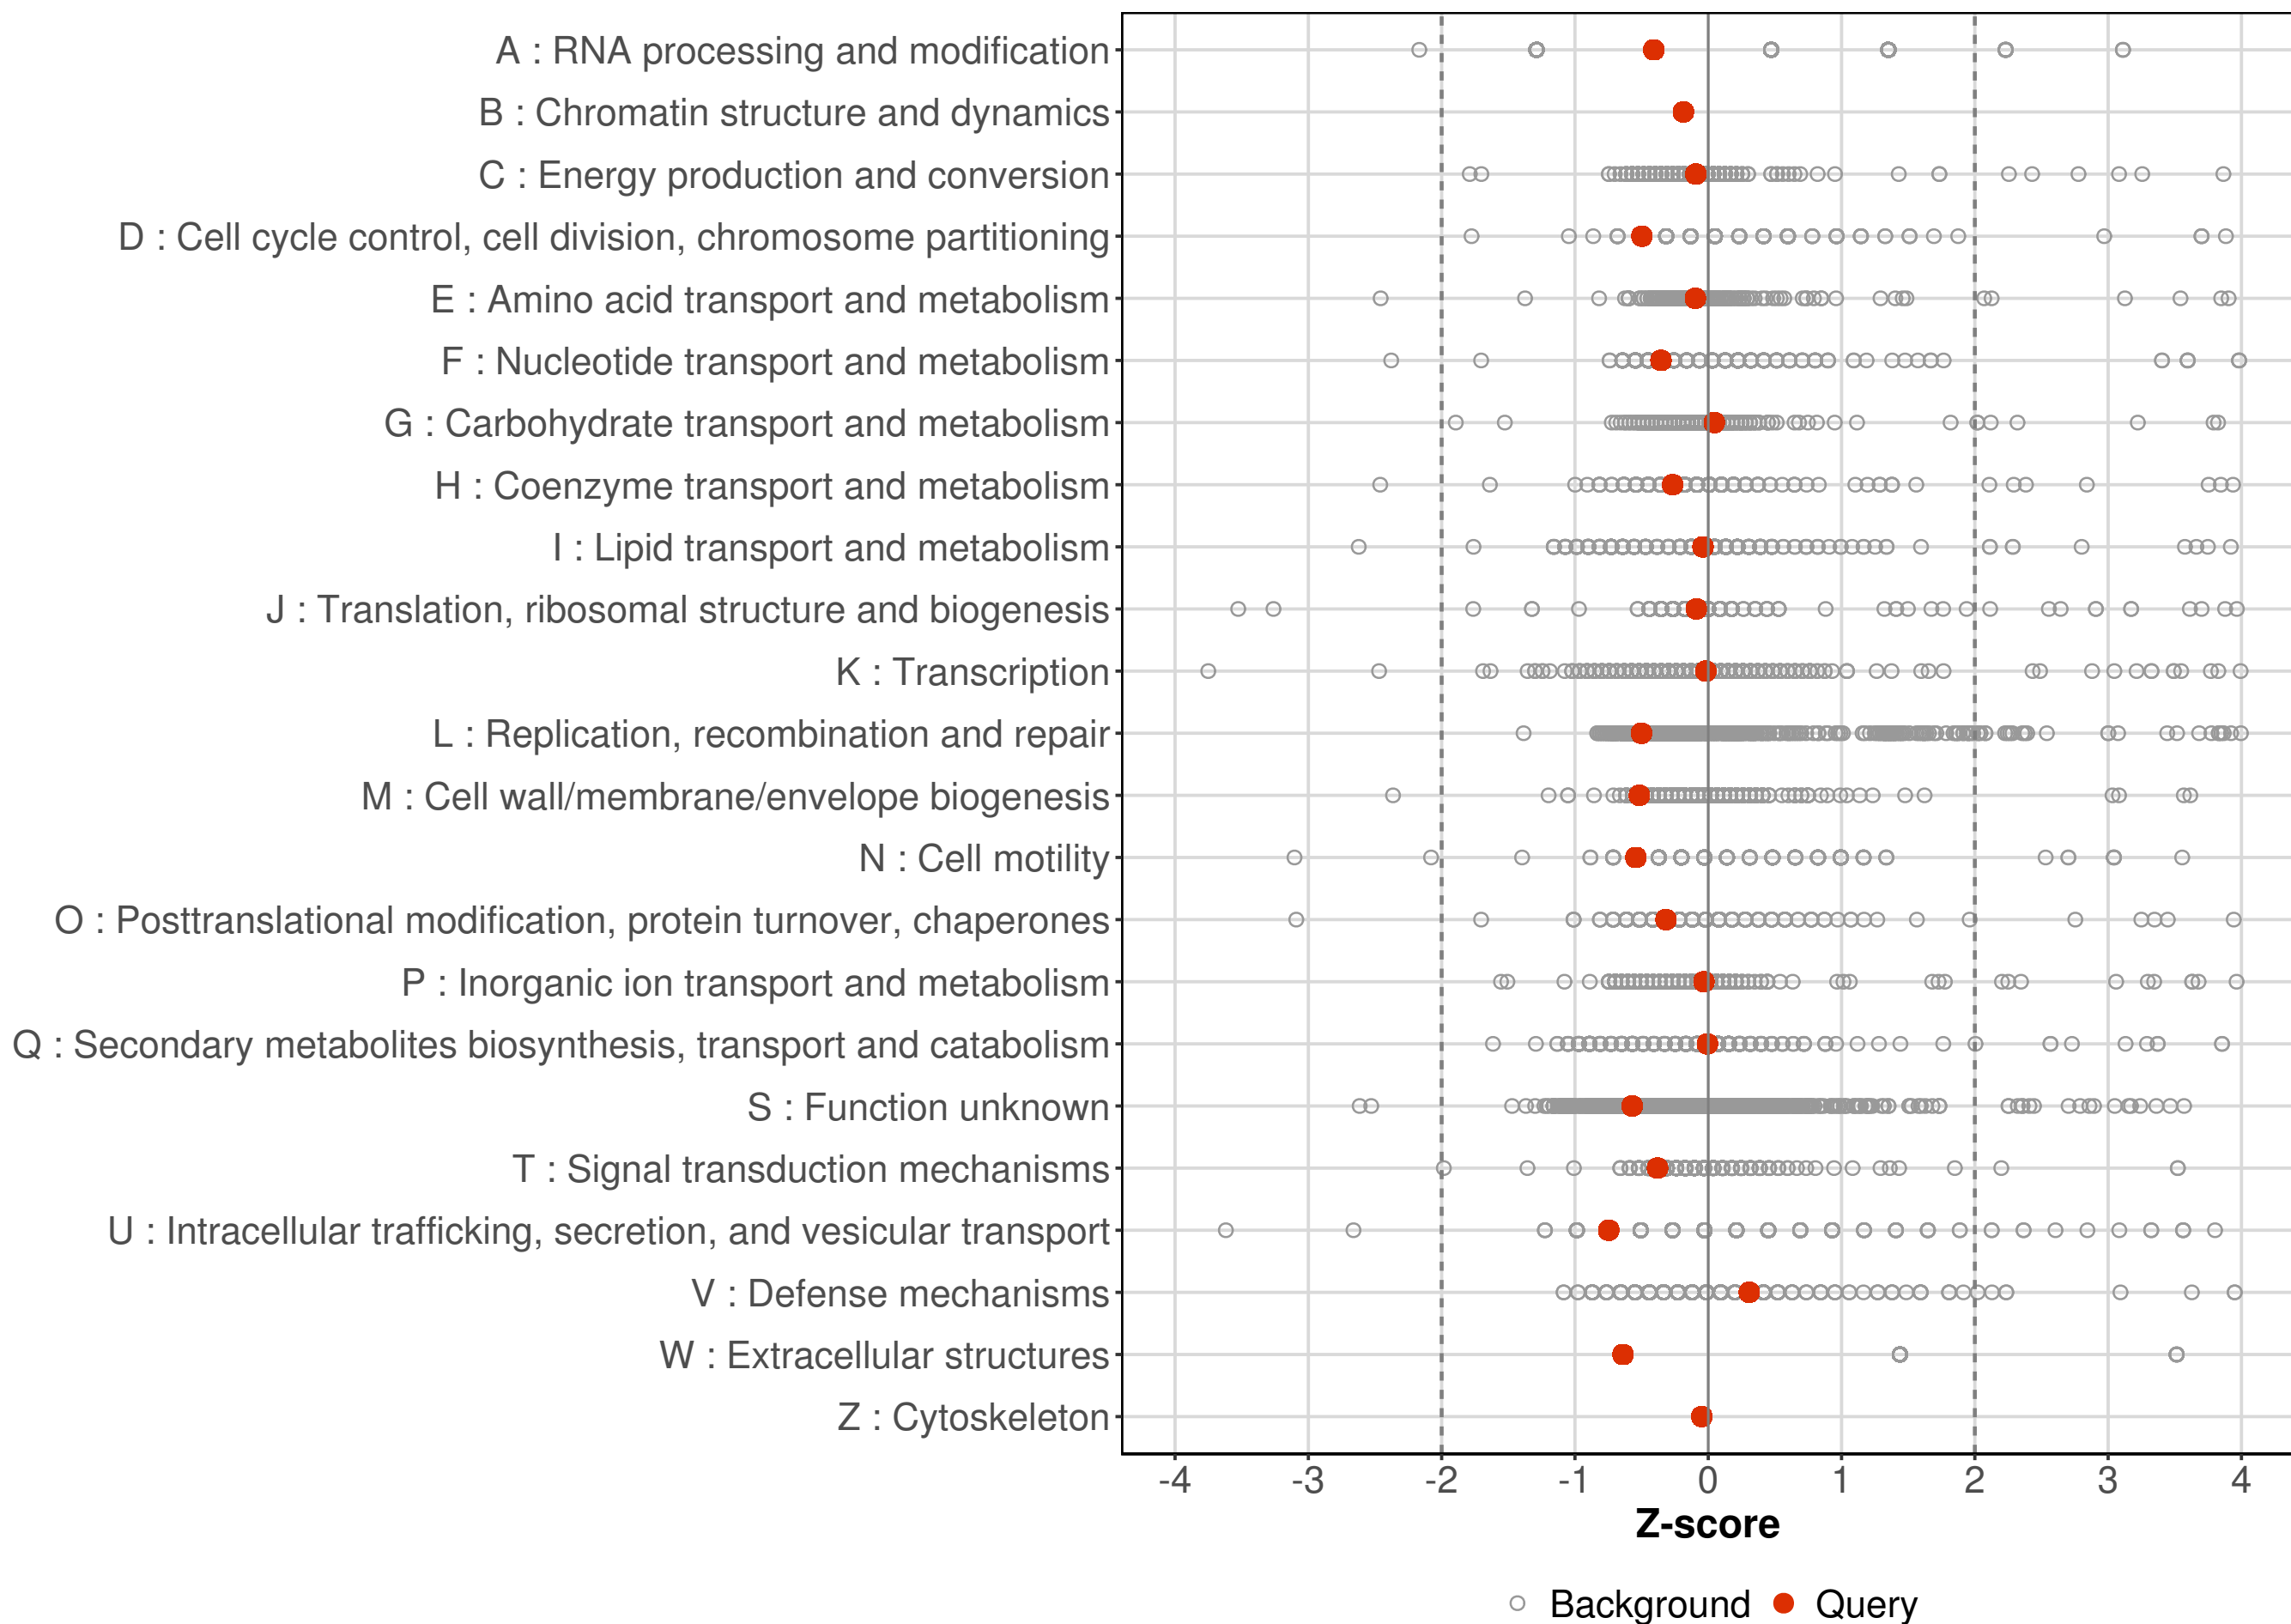 A : RNA processing and modification
B : Chromatin structure and dynamics
C : Energy production and conversion
D : Cell cycle control, cell division, chromosome partitioning
E : Amino acid transport and metabolism
F : Nucleotide transport and metabolism
G : Carbohydrate transport and metabolism
H : Coenzyme transport and metabolism
I : Lipid transport and metabolism
J : Translation, ribosomal structure and biogenesis
K : Transcription
L : Replication, recombination and repair
M : Cell wall/membrane/envelope biogenesis
N : Cell motility
O : Posttranslational modification, protein turnover, chaperones
P : Inorganic ion transport and metabolism
Q : Secondary metabolites biosynthesis, transport and catabolism
S : Function unknown
T : Signal transduction mechanisms
U : Intracellular trafficking, secretion, and vesicular transport
V : Defense mechanisms
W : Extracellular structures
Z : Cytoskeleton
-4 -3 -2 -1 0 1 2 3 4
Z-score
Background Query